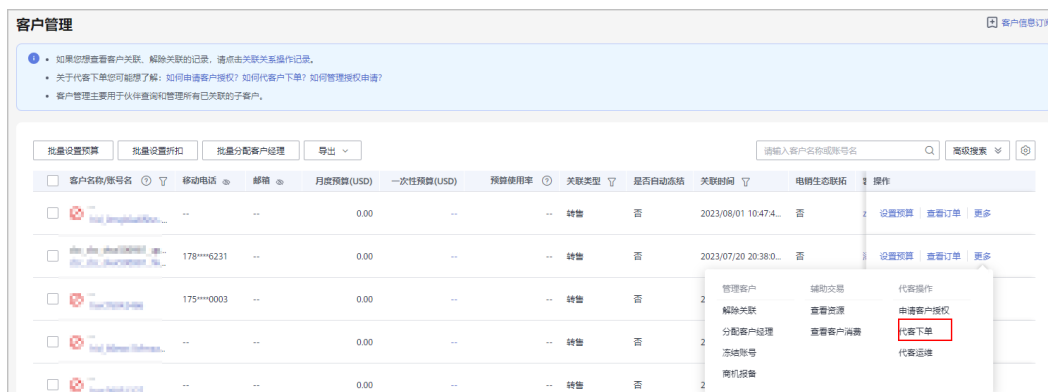 客户管理
客户信息订阅
如果您想查看客户关联、解除关联的记录，请点击关联关系操作记录。
关于代客下单您可能想了解：如何申请客户授权？如何代客户下单？如何管理授权申请？
客户管理主要用于伙伴查询和管理所有已关联的子客户。
批量设置预算 批量设置折扣 批量分配客户经理 导出 请输入客户名称或账号名 高级搜索
客户名称/账号名 移动电话 邮箱 月度预算(USD) 一次性预算(USD) 预算使用率 关联类型 是否自动冻结 关联时间 电销生态联拓 操作
-- -- 0.00 -- -- 转售 否 2023/08/01 10:47:4... 否 设置预算 查看订单 更多
178****6231 -- 0.00 -- -- 转售 否 2023/07/20 20:38:0... 否 设置预算 查看订单 更多
175****0003 -- 0.00 -- -- 转售 否 2
-- -- 0.00 -- -- 转售 否 2
-- -- 0.00 -- -- 转售 否 2
管理客户 辅助交易 代客操作
解除关联 查看资源 申请客户授权
分配客户经理 查看客户消费 代客下单
冻结账号 代客运维
商机报备